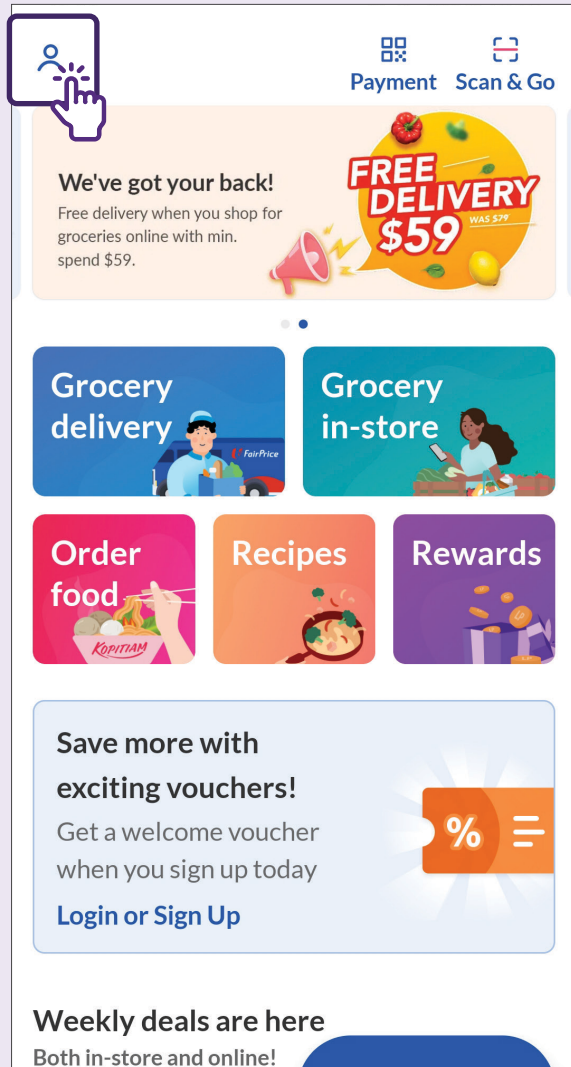 Payment Scan & Go
We've got your back!
Free delivery when you shop for
groceries online with min.
spend $59.
FREE
DELIVERY
$59 WAS $79
Grocery
delivery
FairPrice
Grocery
in-store
Order
food
KOPITIAM
Recipes
Rewards
Save more with
exciting vouchers!
Get a welcome voucher
when you sign up today
Login or Sign Up
%
Weekly deals are here
Both in-store and online!